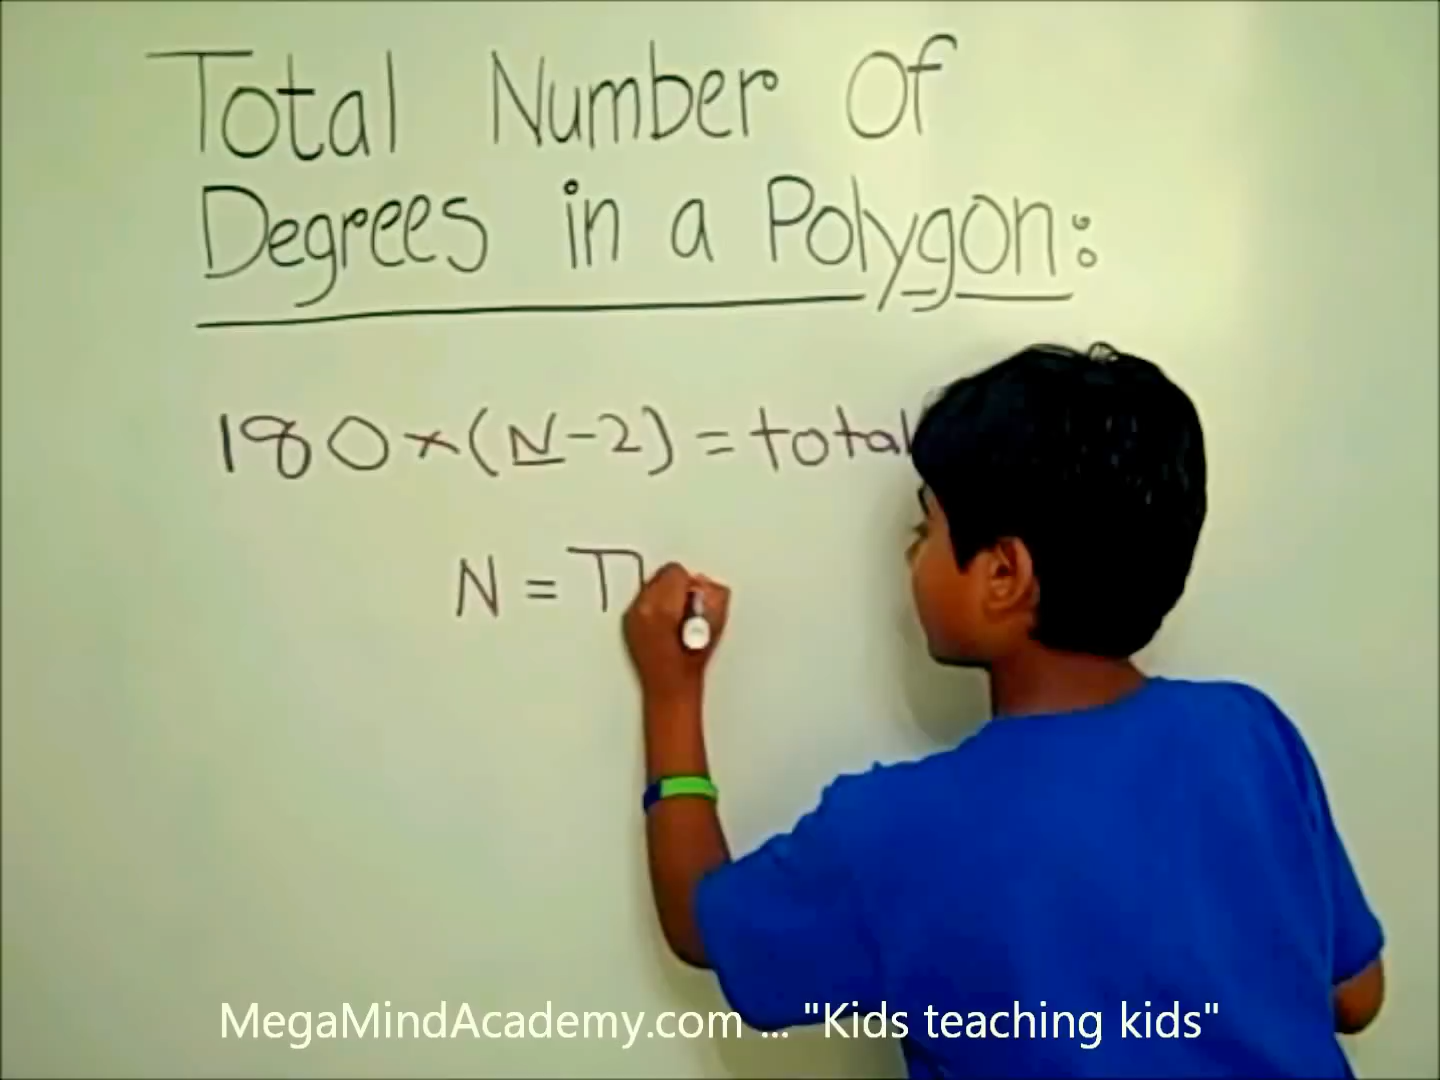 Total Number Of
Degrees in a Polygon:
180 × (N-2) = total
N = T
MegaMindAcademy.com ... "Kids teaching kids"